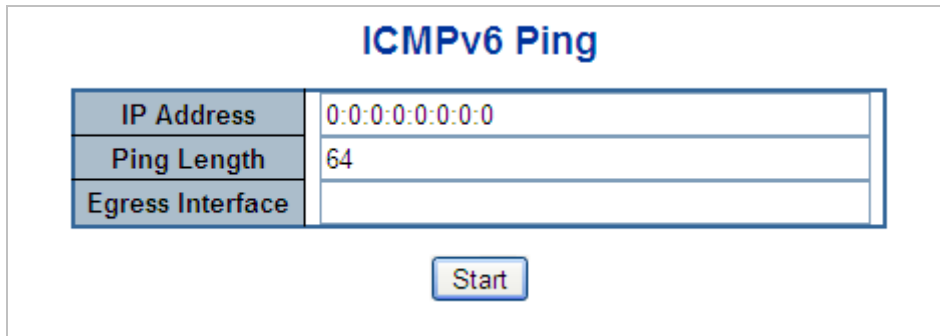 ICMPv6 Ping
IP Address 0:0:0:0:0:0:0:0
Ping Length 64
Egress Interface
Start